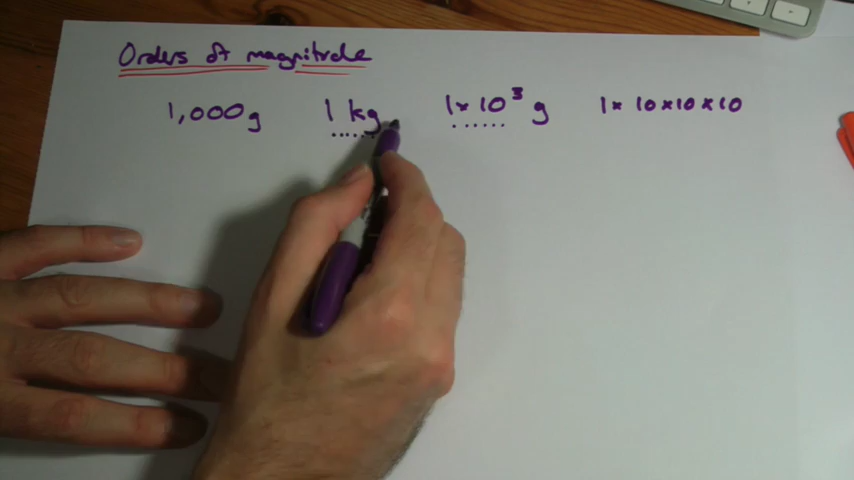 Orders of magnitude
1,000g 1 kg 1 × 10³ g 1 × 10 × 10 × 10